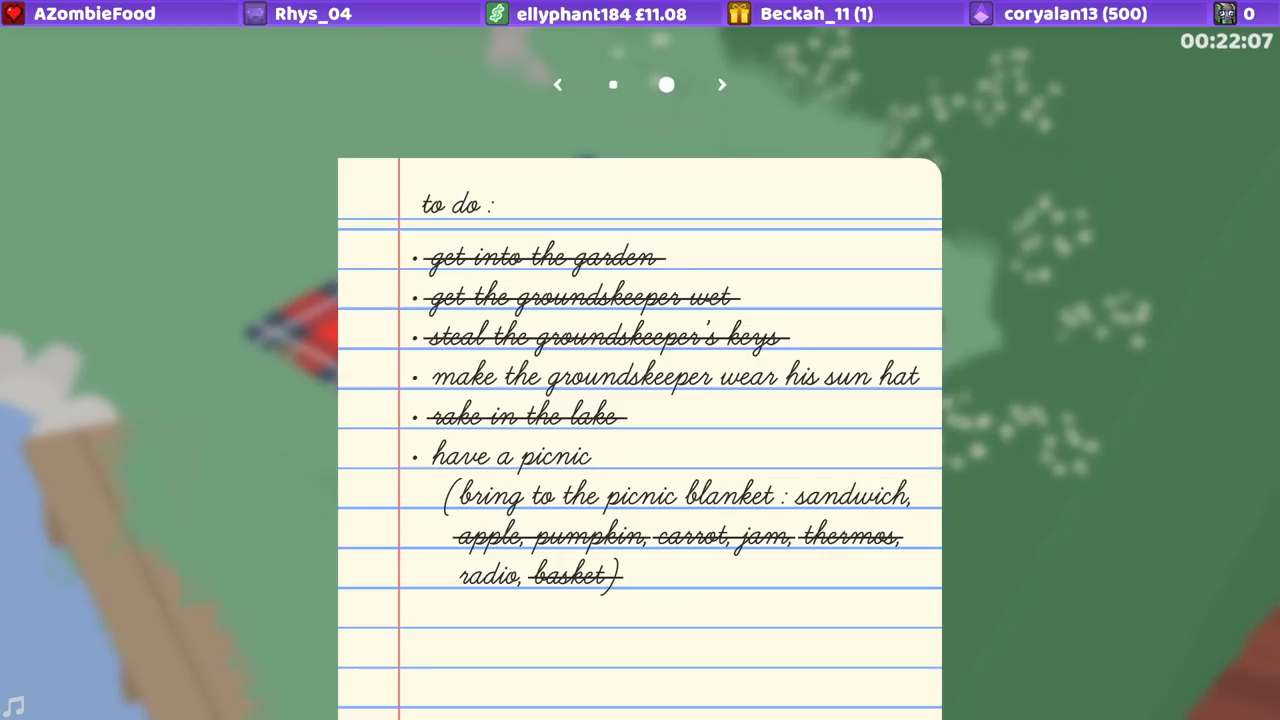 AZombieFood Rhys_04 ellyphant184 £11.08 Beckah_11 (1) coryalan13 (500) 0
00:22:07
to do :
• get into the garden
• get the groundskeeper wet
• steal the groundskeeper's keys
• make the groundskeeper wear his sun hat
• rake in the lake
• have a picnic
(bring to the picnic blanket : sandwich,
apple, pumpkin, carrot, jam, thermos,
radio, basket)